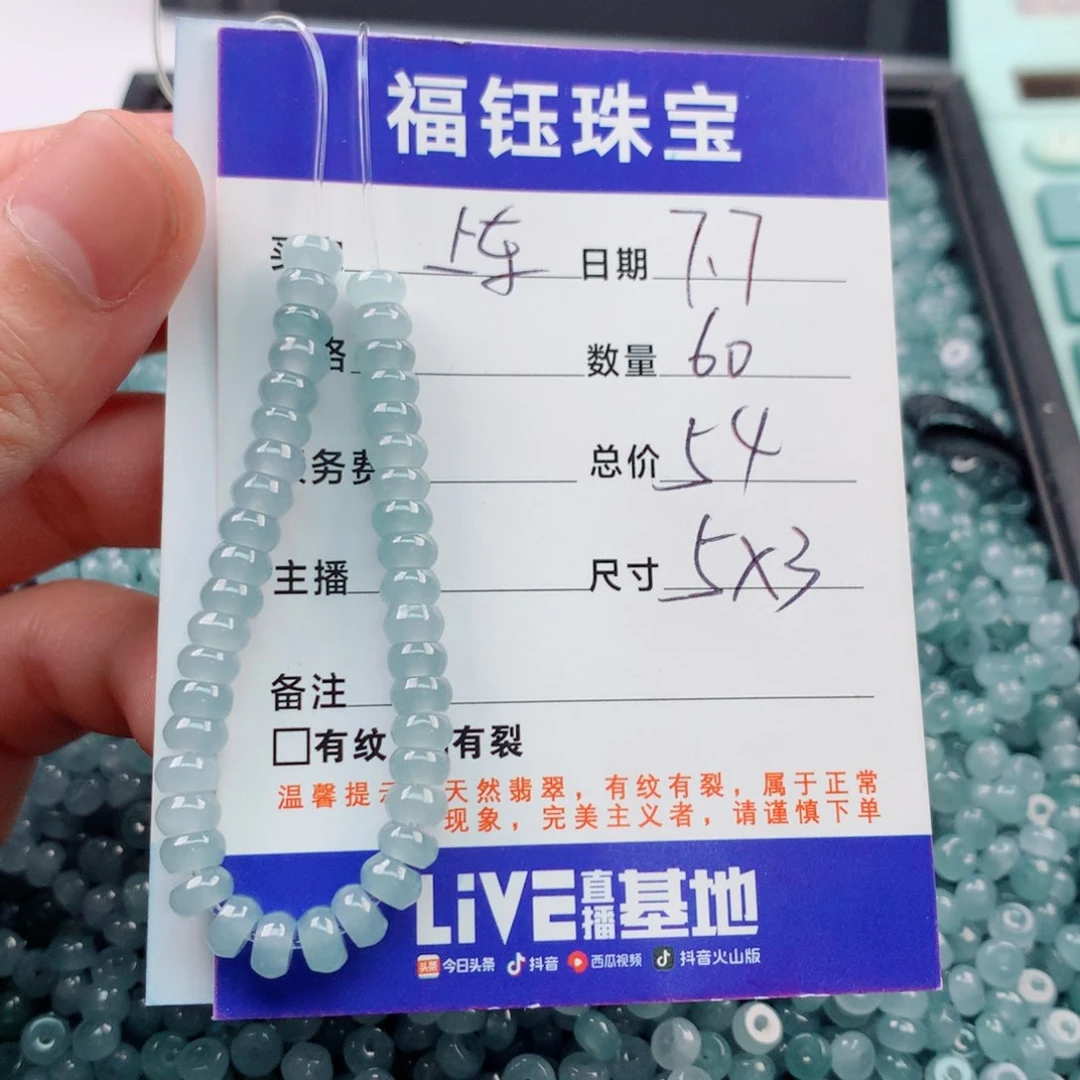 福钰珠宝
日期 7.7
格 数量 60
务费 总价 54
主播 尺寸 5X3
备注
□有纹 有裂
温馨提示 天然翡翠，有纹有裂，属于正常
现象，完美主义者，请谨慎下单
LiVE直播基地
头条 今日头条 抖音 西瓜视频 抖音火山版